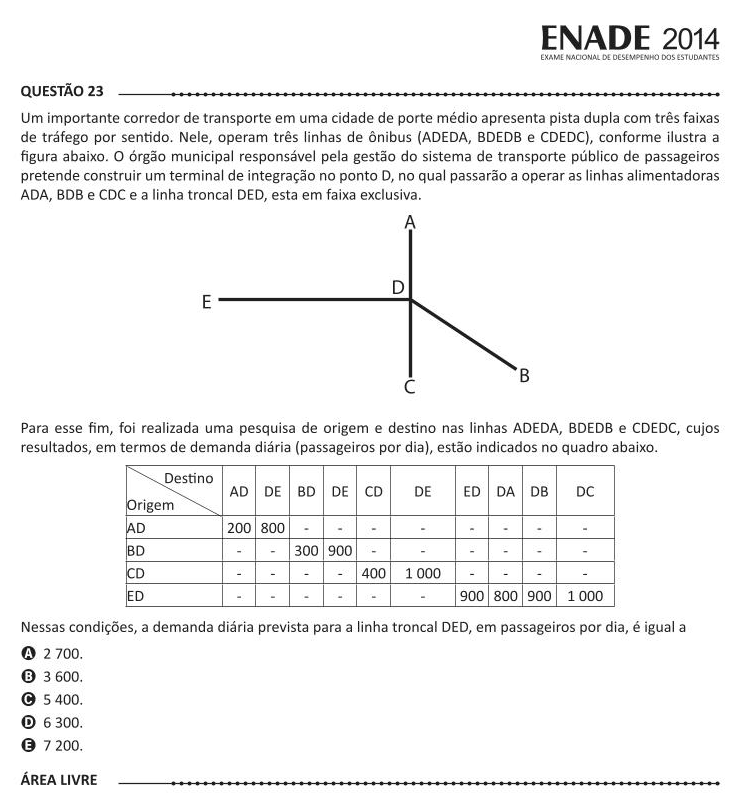 ENADE 2014
EXAME NACIONAL DE DESEMPENHO DOS ESTUDANTES
QUESTÃO 23
Um importante corredor de transporte em uma cidade de porte médio apresenta pista dupla com três faixas
de tráfego por sentido. Nele, operam três linhas de ônibus (ADEDA, BDEDB e CDEDC), conforme ilustra a
figura abaixo. O órgão municipal responsável pela gestão do sistema de transporte público de passageiros
pretende construir um terminal de integração no ponto D, no qual passarão a operar as linhas alimentadoras
ADA, BDB e CDC e a linha troncal DED, esta em faixa exclusiva.
A
D
E
B
C
Para esse fim, foi realizada uma pesquisa de origem e destino nas linhas ADEDA, BDEDB e CDEDC, cujos
resultados, em termos de demanda diária (passageiros por dia), estão indicados no quadro abaixo.
Destino
Origem AD DE BD DE CD DE ED DA DB DC
AD 200 800 - - - - - - - -
BD - - 300 900 - - - - - -
CD - - - - 400 1 000 - - - -
ED - - - - - - 900 800 900 1 000
Nessas condições, a demanda diária prevista para a linha troncal DED, em passageiros por dia, é igual a
A 2 700.
B 3 600.
C 5 400.
D 6 300.
E 7 200.
ÁREA LIVRE